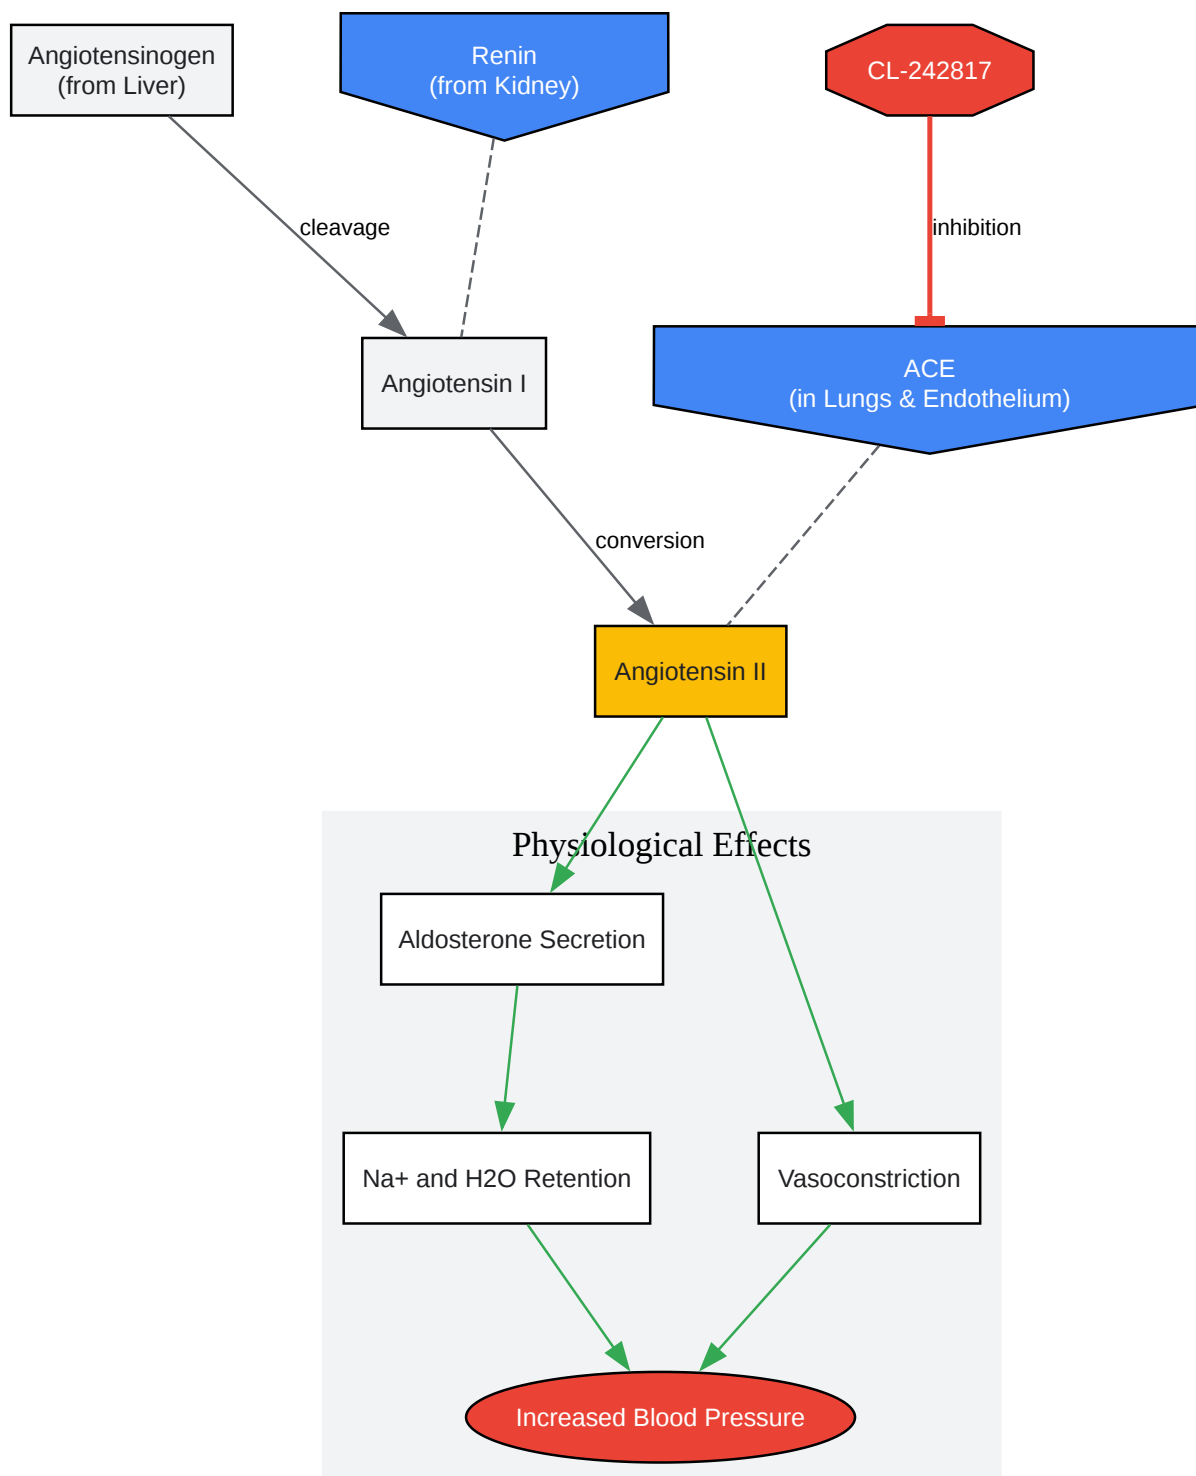 Angiotensinogen
(from Liver)
Renin
(from Kidney)
CL-242817
cleavage
inhibition
Angiotensin I
ACE
(in Lungs & Endothelium)
conversion
Angiotensin II
Physiological Effects
Aldosterone Secretion
Na+ and H2O Retention
Vasoconstriction
Increased Blood Pressure